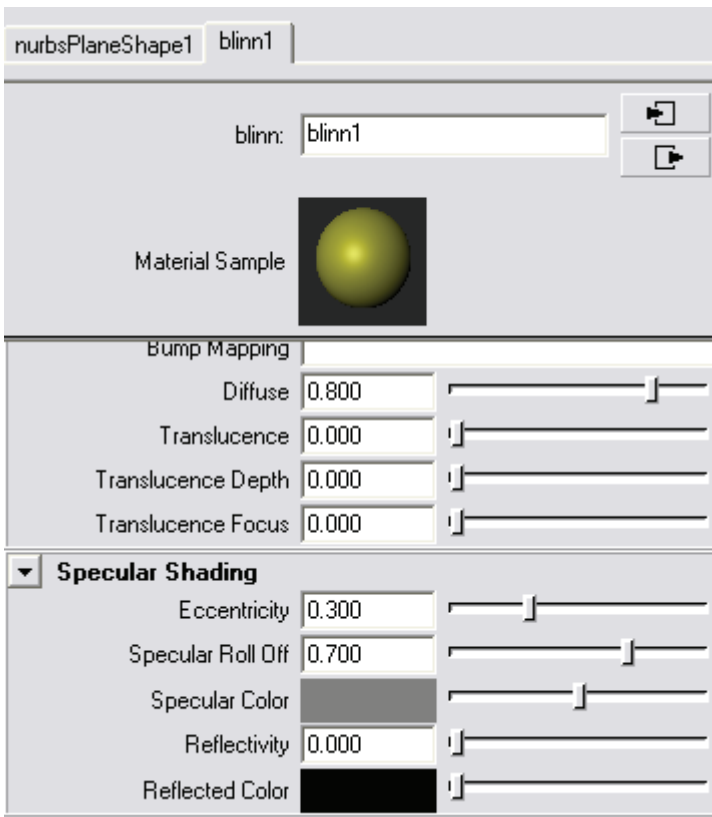 nurbsPlaneShape1 blinn1
blinn: blinn1
Material Sample
Bump Mapping
Diffuse 0.800
Translucence 0.000
Translucence Depth 0.000
Translucence Focus 0.000
Specular Shading
Eccentricity 0.300
Specular Roll Off 0.700
Specular Color
Reflectivity 0.000
Reflected Color